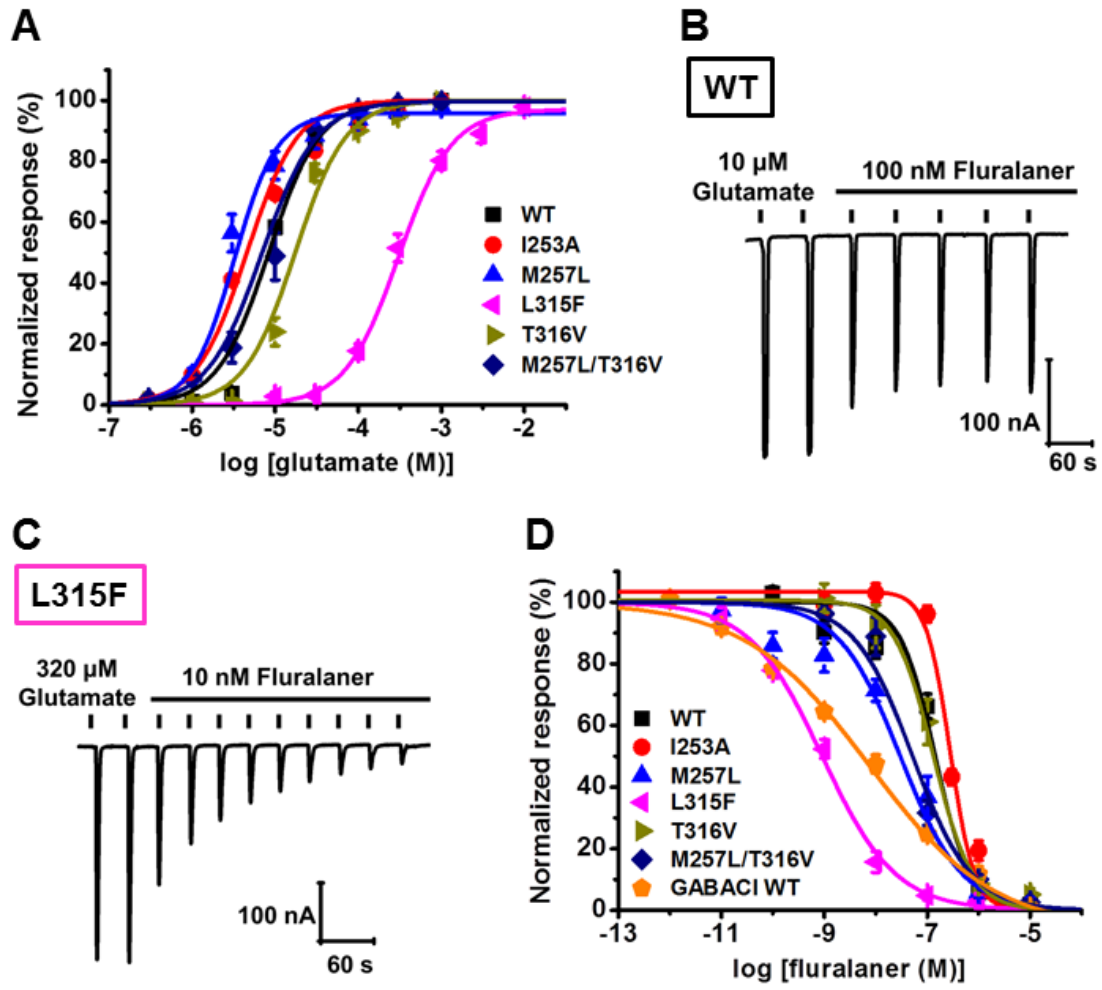 A
Normalized response (%)
100
80
60
40
20
0
-7
-6
-5
-4
-3
-2
log [glutamate (M)]
WT
I253A
M257L
L315F
T316V
M257L/T316V
B
WT
10 µM
Glutamate
100 nM Fluralaner
100 nA
60 s
C
L315F
320 µM
Glutamate
10 nM Fluralaner
100 nA
60 s
D
Normalized response (%)
100
80
60
40
20
0
-13
-11
-9
-7
-5
log [fluralaner (M)]
WT
I253A
M257L
L315F
T316V
M257L/T316V
GABACl WT